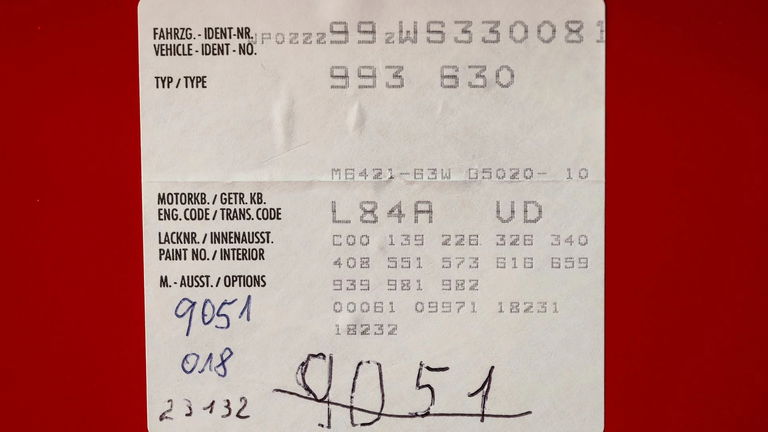 FAHRZG. - IDENT-NR. WP0ZZZ99ZWS330081
VEHICLE - IDENT - NO.
TYP / TYPE 993 630
M6421-63W G5020- 10
MOTORKB. / GETR. KB.
ENG. CODE / TRANS. CODE L84A UD
LACKNR. / INNENAUSST. C00 139 226 326 340
PAINT NO. / INTERIOR 408 551 573 616 659
M. - AUSST. / OPTIONS 939 981 982
9051 00061 09971 18231
18232
018
23132
9051